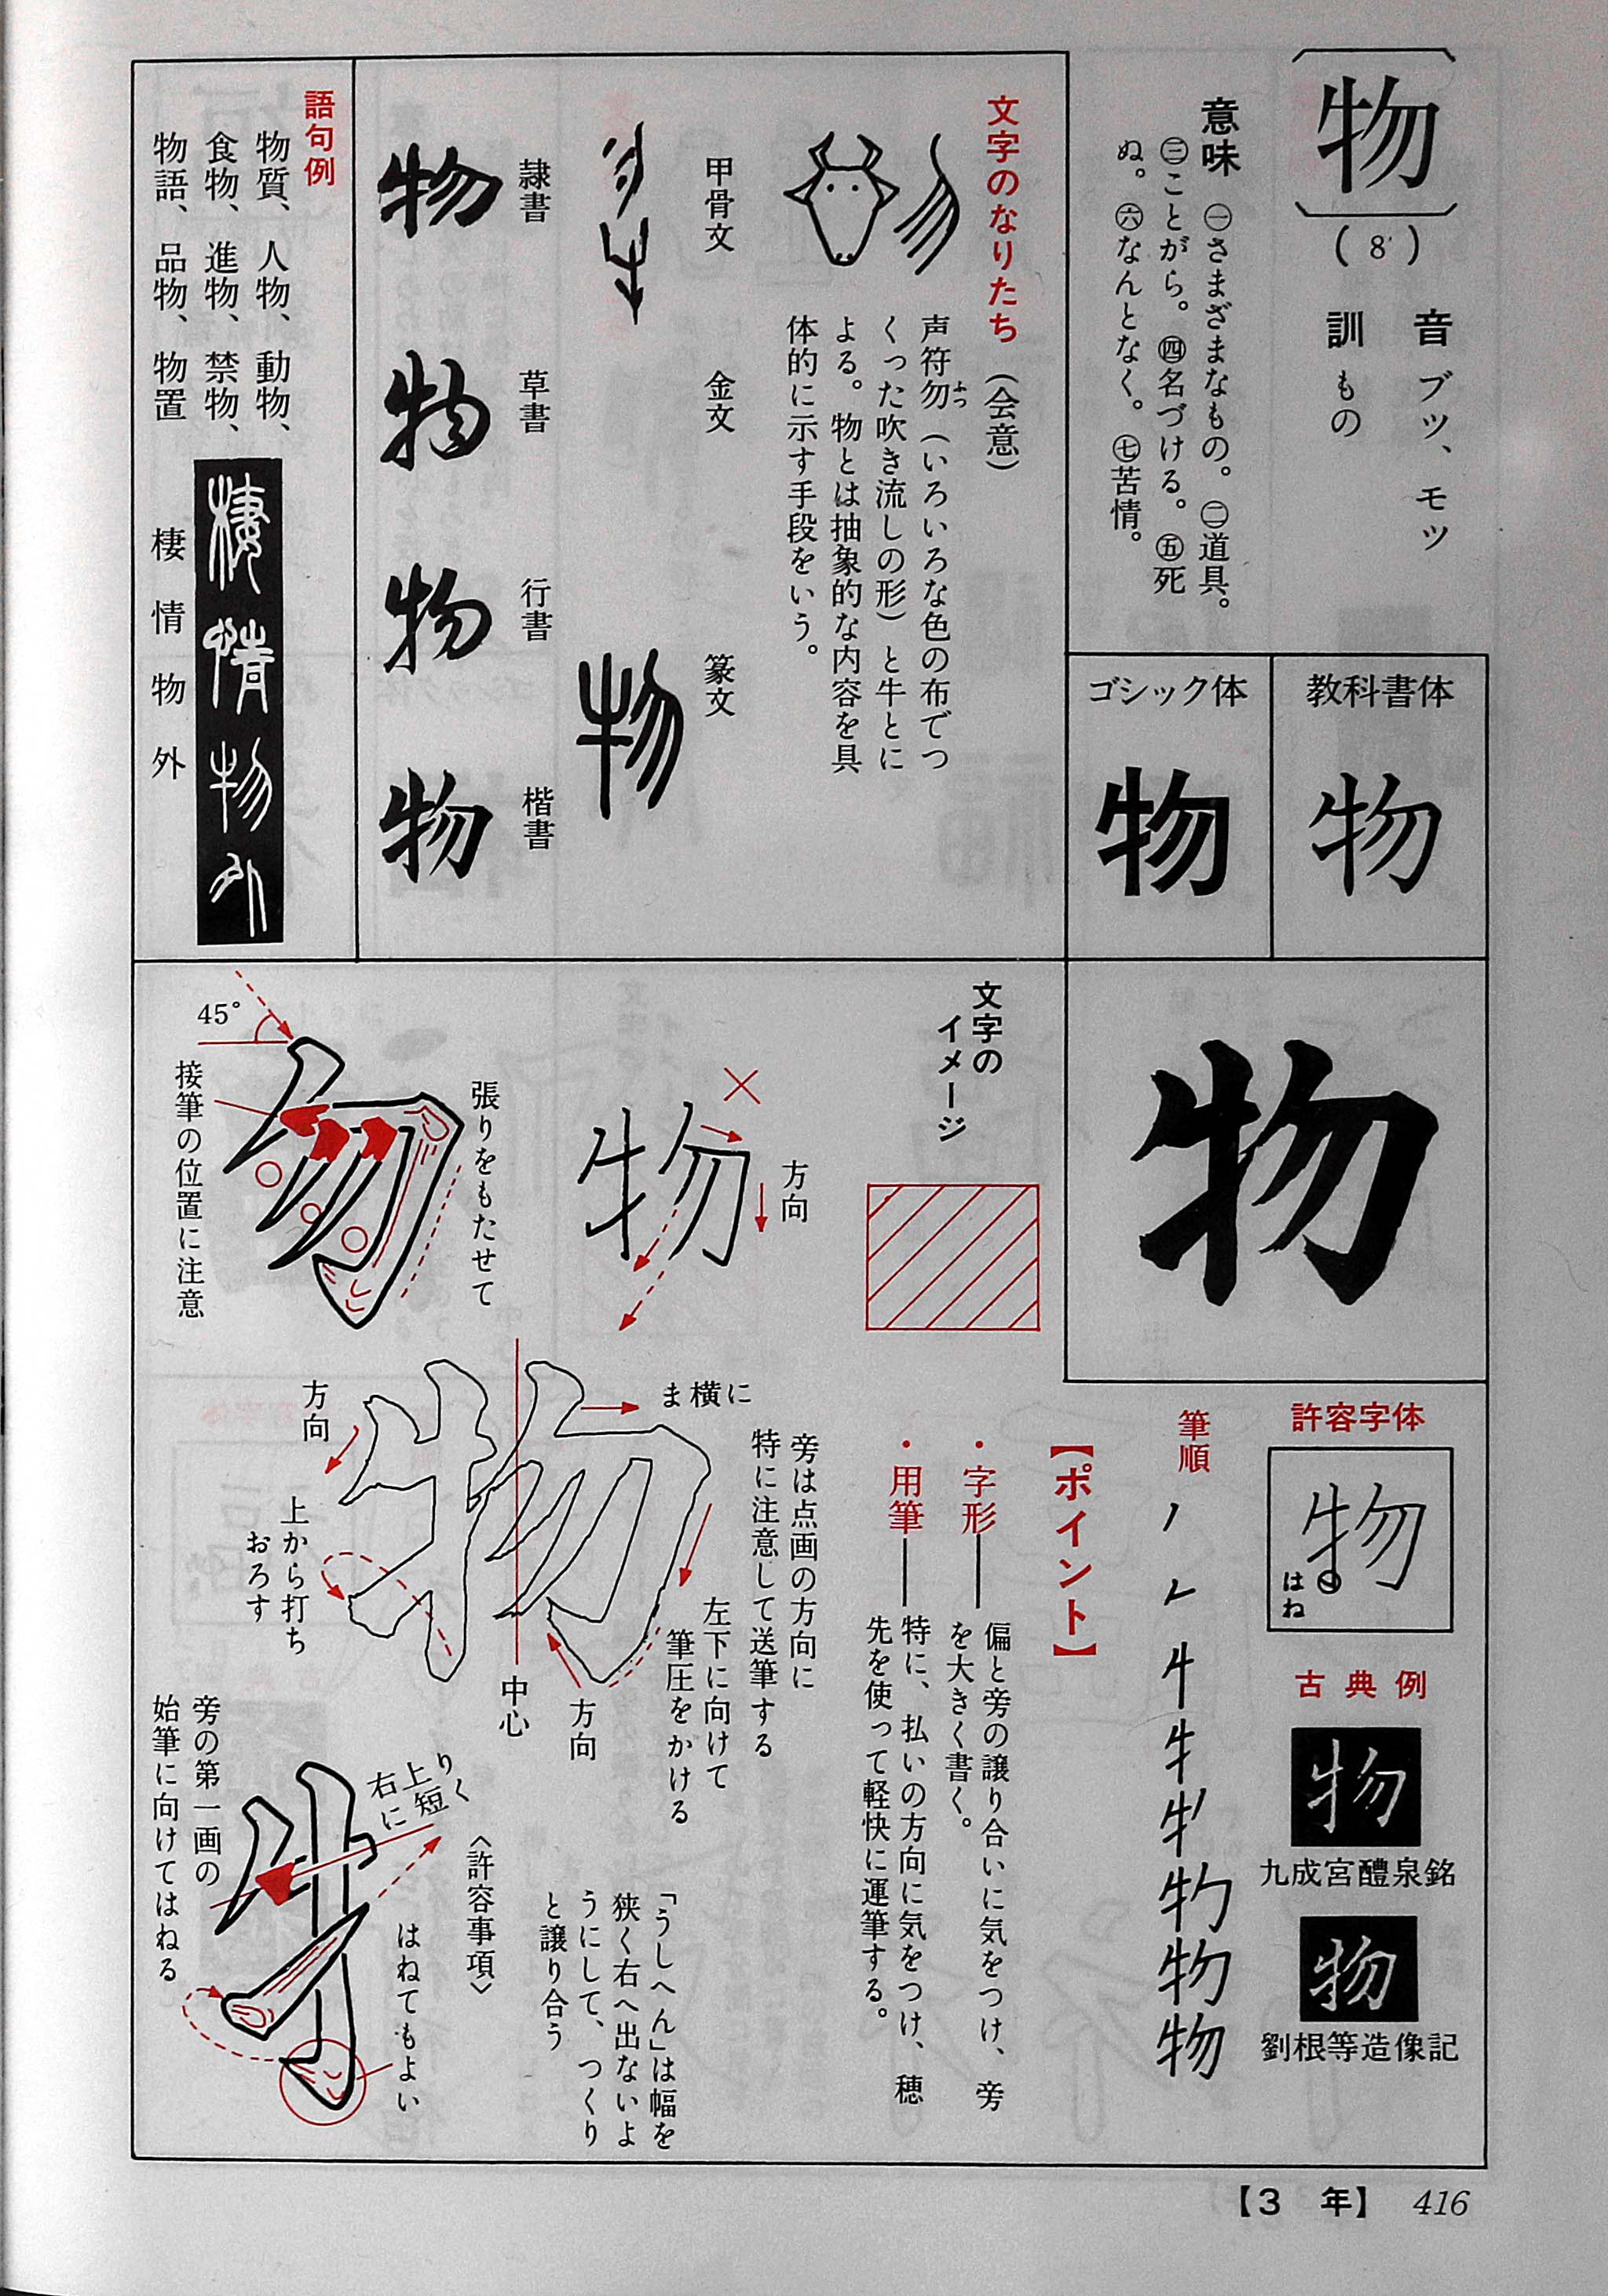 物
(8)
音 ブツ、モツ
訓 もの
意味 ㊀さまざまなもの。㊁道具。
㊂ことがら。㊃名づける。㊄死
ぬ。㊅なんとなく。㊆苦情。
教科書体
物
ゴシック体
物
文字のなりたち(会意)
声符勿(いろいろな色の布でつ
ふつ
くった吹き流しの形)と牛とに
よる。物とは抽象的な内容を具
体的に示す手段をいう。
甲骨文
金文
篆文
物
隷書
物
草書
物
行書
物
楷書
物
語句例
物質、人物、動物、
食物、進物、禁物、
物語、品物、物置
棲情物外
棲情物外
物
許容字体
物
はね
古典例
物
九成宮醴泉銘
物
劉根等造像記
筆順
物 物
【ポイント】
・字形━━偏と旁の譲り合いに気をつけ、旁
を大きく書く。
・用筆━━特に、払いの方向に気をつけ、穂
先を使って軽快に運筆する。
文字の
イメージ
×
方向
物
張りをもたせて
45°
接筆の位置に注意
旁は点画の方向に
特に注意して送筆する
ま横に
左下に向けて
筆圧をかける
方向
中心
方向
上から打ち
おろす
「うしへん」は幅を
狭く右へ出ないよ
うにして、つくり
と譲り合う
〈許容事項〉
はねてもよい
右上りに短く
旁の第一画の
始筆に向けてはねる
【3年】 416